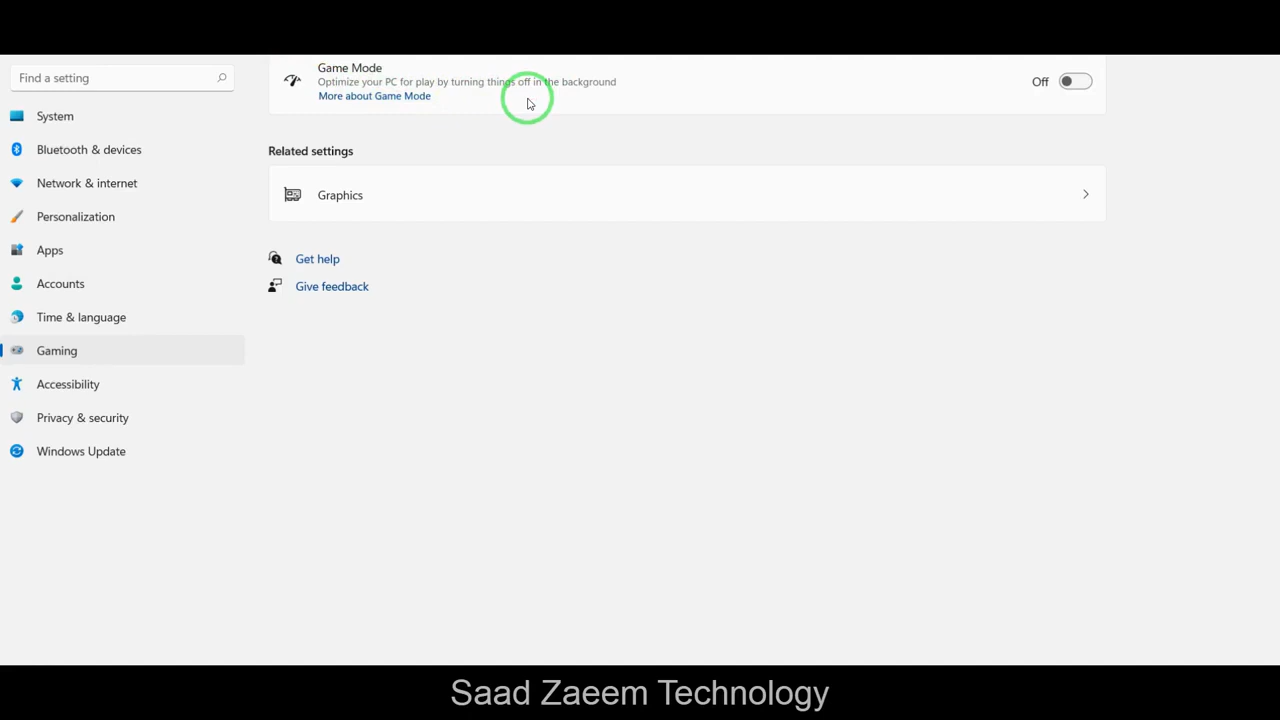 Find a setting
System
Bluetooth & devices
Network & internet
Personalization
Apps
Accounts
Time & language
Gaming
Accessibility
Privacy & security
Windows Update
Game Mode
Optimize your PC for play by turning things off in the background
More about Game Mode
Off
Related settings
Graphics
Get help
Give feedback
Saad Zaeem Technology